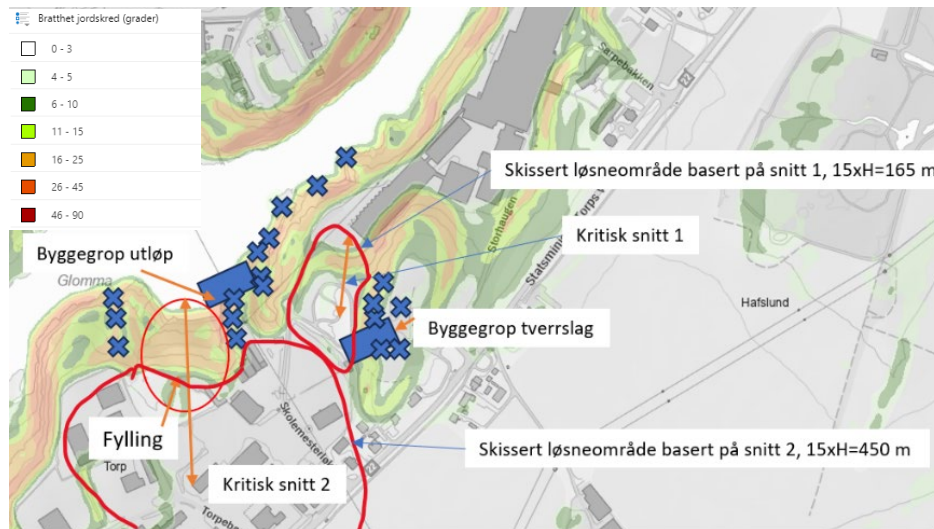 Bratthet jordskred (grader)
0 - 3
4 - 5
6 - 10
11 - 15
16 - 25
26 - 45
46 - 90
Sarpebakken
Skissert løsneområde basert på snitt 1, 15xH=165 m
Storhaugen
Kritisk snitt 1
Byggegrop utløp
Glomma
Hafslund
Byggegrop tverrslag
Fylling
Torp
Skissert løsneområde basert på snitt 2, 15xH=450 m
Kritisk snitt 2